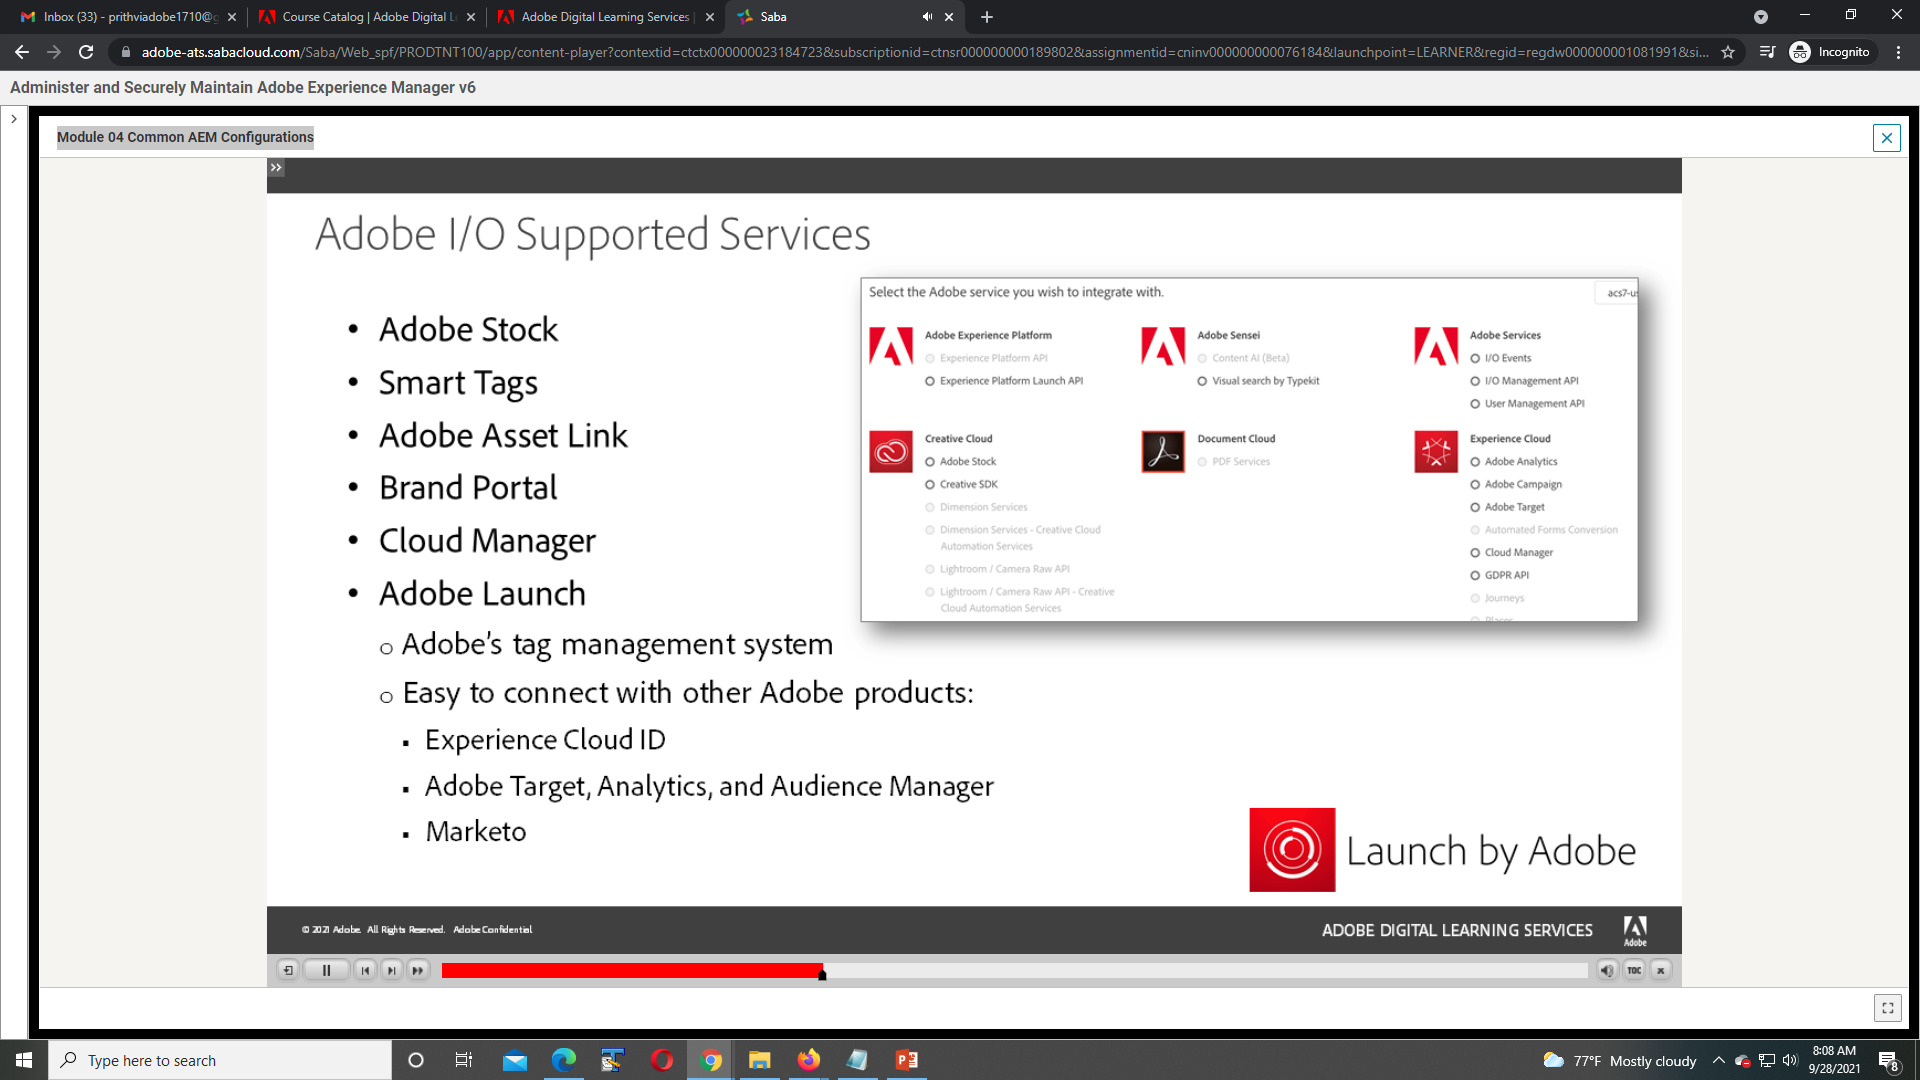 Inbox (33) - prithviadobe1710@g
Course Catalog | Adobe Digital L
Adobe Digital Learning Services |
Saba
adobe-ats.sabacloud.com/Saba/Web_spf/PRODTNT100/app/content-player?contextid=ctctx000000023184723&subscriptionid=ctnsr000000000189802&assignmentid=cninv000000000076184&launchpoint=LEARNER&regid=regdw000000001081991&si...
Incognito
Administer and Securely Maintain Adobe Experience Manager v6
Module 04 Common AEM Configurations
Adobe I/O Supported Services
• Adobe Stock
• Smart Tags
• Adobe Asset Link
• Brand Portal
• Cloud Manager
• Adobe Launch
o Adobe's tag management system
o Easy to connect with other Adobe products:
▪ Experience Cloud ID
▪ Adobe Target, Analytics, and Audience Manager
▪ Marketo
Select the Adobe service you wish to integrate with.
acs7-us
Adobe Experience Platform
Experience Platform API
Experience Platform Launch API
Adobe Sensei
Content AI (Beta)
Visual search by Typekit
Adobe Services
I/O Events
I/O Management API
User Management API
Creative Cloud
Adobe Stock
Creative SDK
Dimension Services
Dimension Services - Creative Cloud
Automation Services
Lightroom / Camera Raw API
Lightroom / Camera Raw API - Creative
Cloud Automation Services
Document Cloud
PDF Services
Experience Cloud
Adobe Analytics
Adobe Campaign
Adobe Target
Automated Forms Conversion
Cloud Manager
GDPR API
Journeys
Places
Launch by Adobe
© 2021 Adobe. All Rights Reserved. Adobe Confidential
ADOBE DIGITAL LEARNING SERVICES
Adobe
TOC
Type here to search
77°F Mostly cloudy
8:08 AM
9/28/2021
8